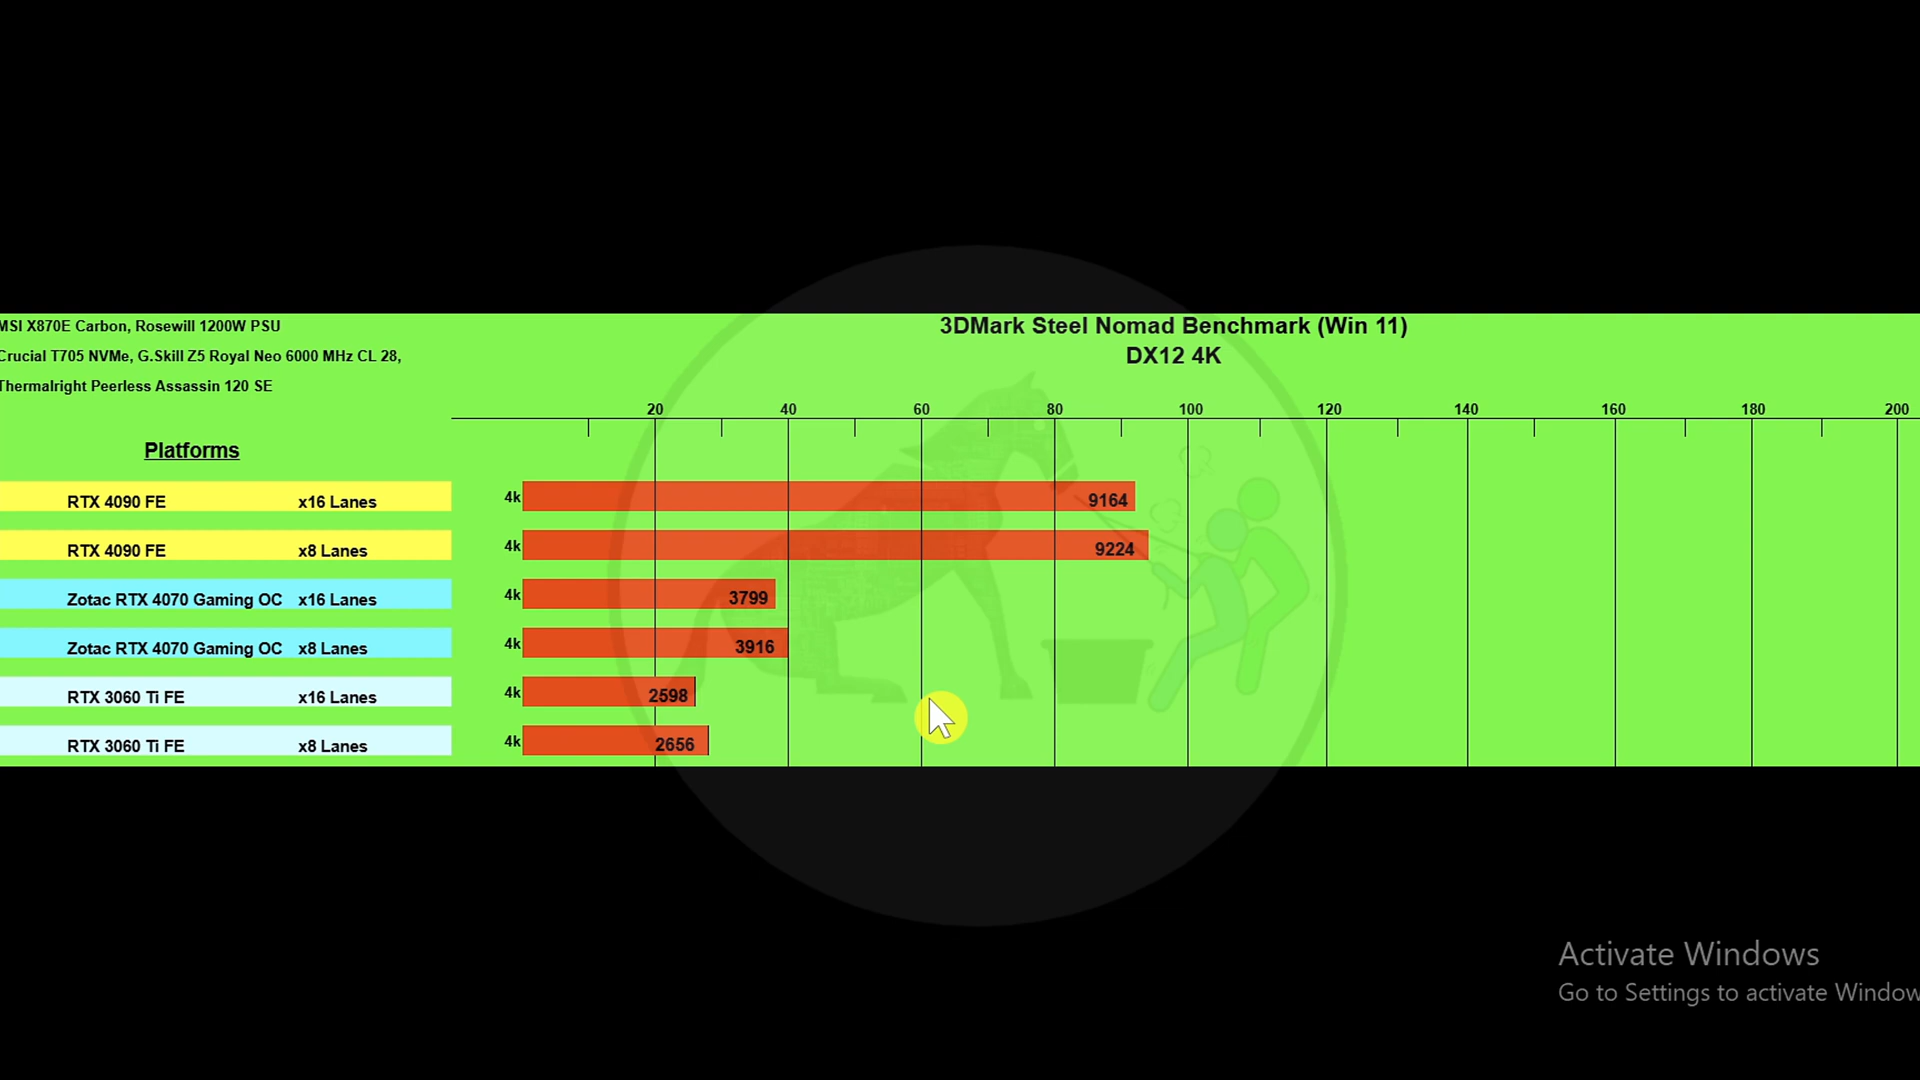 MSI X870E Carbon, Rosewill 1200W PSU
3DMark Steel Nomad Benchmark (Win 11)
Crucial T705 NVMe, G.Skill Z5 Royal Neo 6000 MHz CL 28,
DX12 4K
Thermalright Peerless Assassin 120 SE
20 40 60 80 100 120 140 160 180 200
Platforms
RTX 4090 FE x16 Lanes 4k 9164
RTX 4090 FE x8 Lanes 4k 9224
Zotac RTX 4070 Gaming OC x16 Lanes 4k 3799
Zotac RTX 4070 Gaming OC x8 Lanes 4k 3916
RTX 3060 Ti FE x16 Lanes 4k 2598
RTX 3060 Ti FE x8 Lanes 4k 2656
Activate Windows
Go to Settings to activate Window